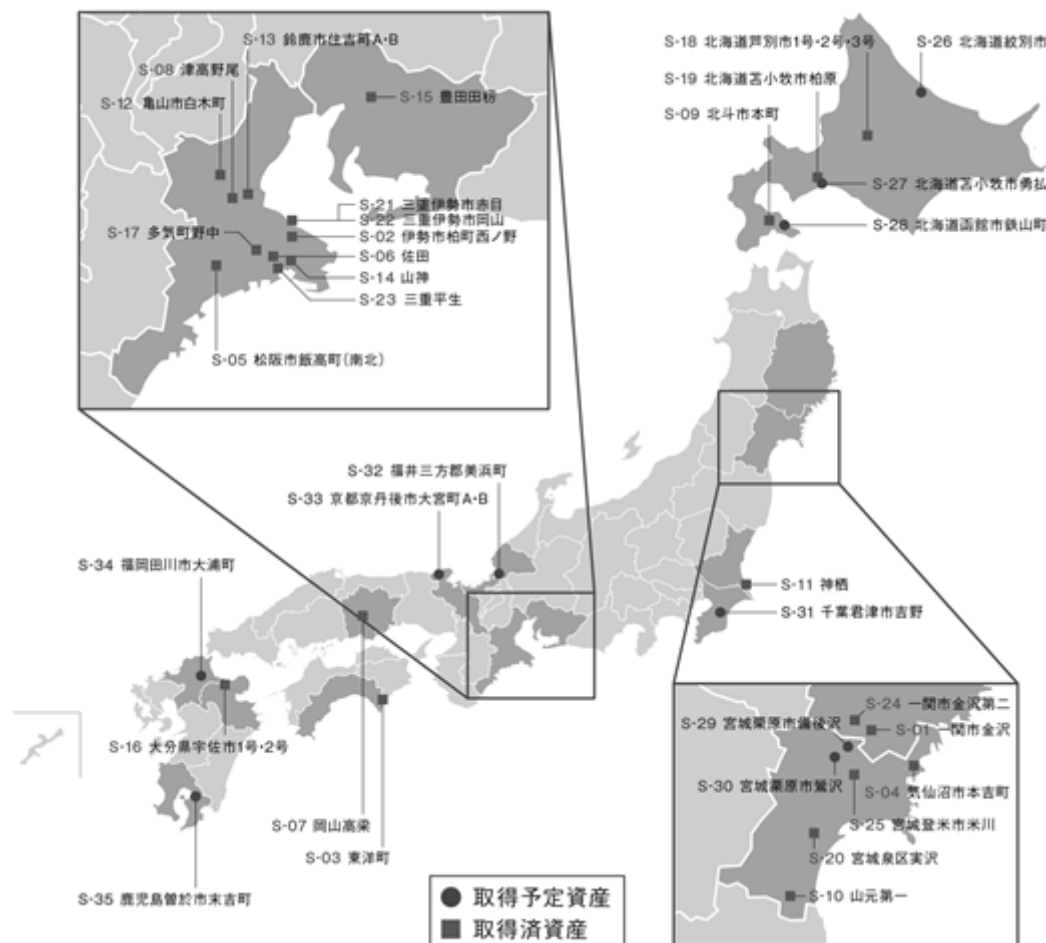 S-13 鈴鹿市住吉町A・B
S-08 津高野尾
S-12 亀山市白木町
S-15 豊田田籾
S-21 三重伊勢市赤目
S-22 三重伊勢市岡山
S-02 伊勢市柏町西ノ野
S-17 多気町野中
S-06 佐田
S-14 山神
S-23 三重平生
S-05 松阪市飯高町(南北)
S-18 北海道芦別市1号・2号・3号
S-26 北海道紋別市
S-19 北海道苫小牧市柏原
S-09 北斗市本町
S-27 北海道苫小牧市勇払
S-28 北海道函館市鉄山町
S-32 福井三方郡美浜町
S-33 京都京丹後市大宮町A・B
S-34 福岡田川市大浦町
S-11 神栖
S-31 千葉君津市吉野
S-16 大分県宇佐市1号・2号
S-07 岡山高梁
S-03 東洋町
S-35 鹿児島曽於市末吉町
S-24 一関市金沢第二
S-29 宮城栗原市備後沢
S-01 一関市金沢
S-30 宮城栗原市鶯沢
S-04 気仙沼市本吉町
S-25 宮城登米市米川
S-20 宮城泉区実沢
S-10 山元第一
取得予定資産
取得済資産